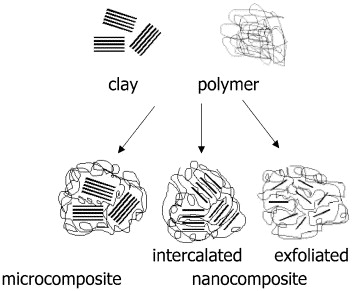 clay polymer
intercalated exfoliated
microcomposite nanocomposite